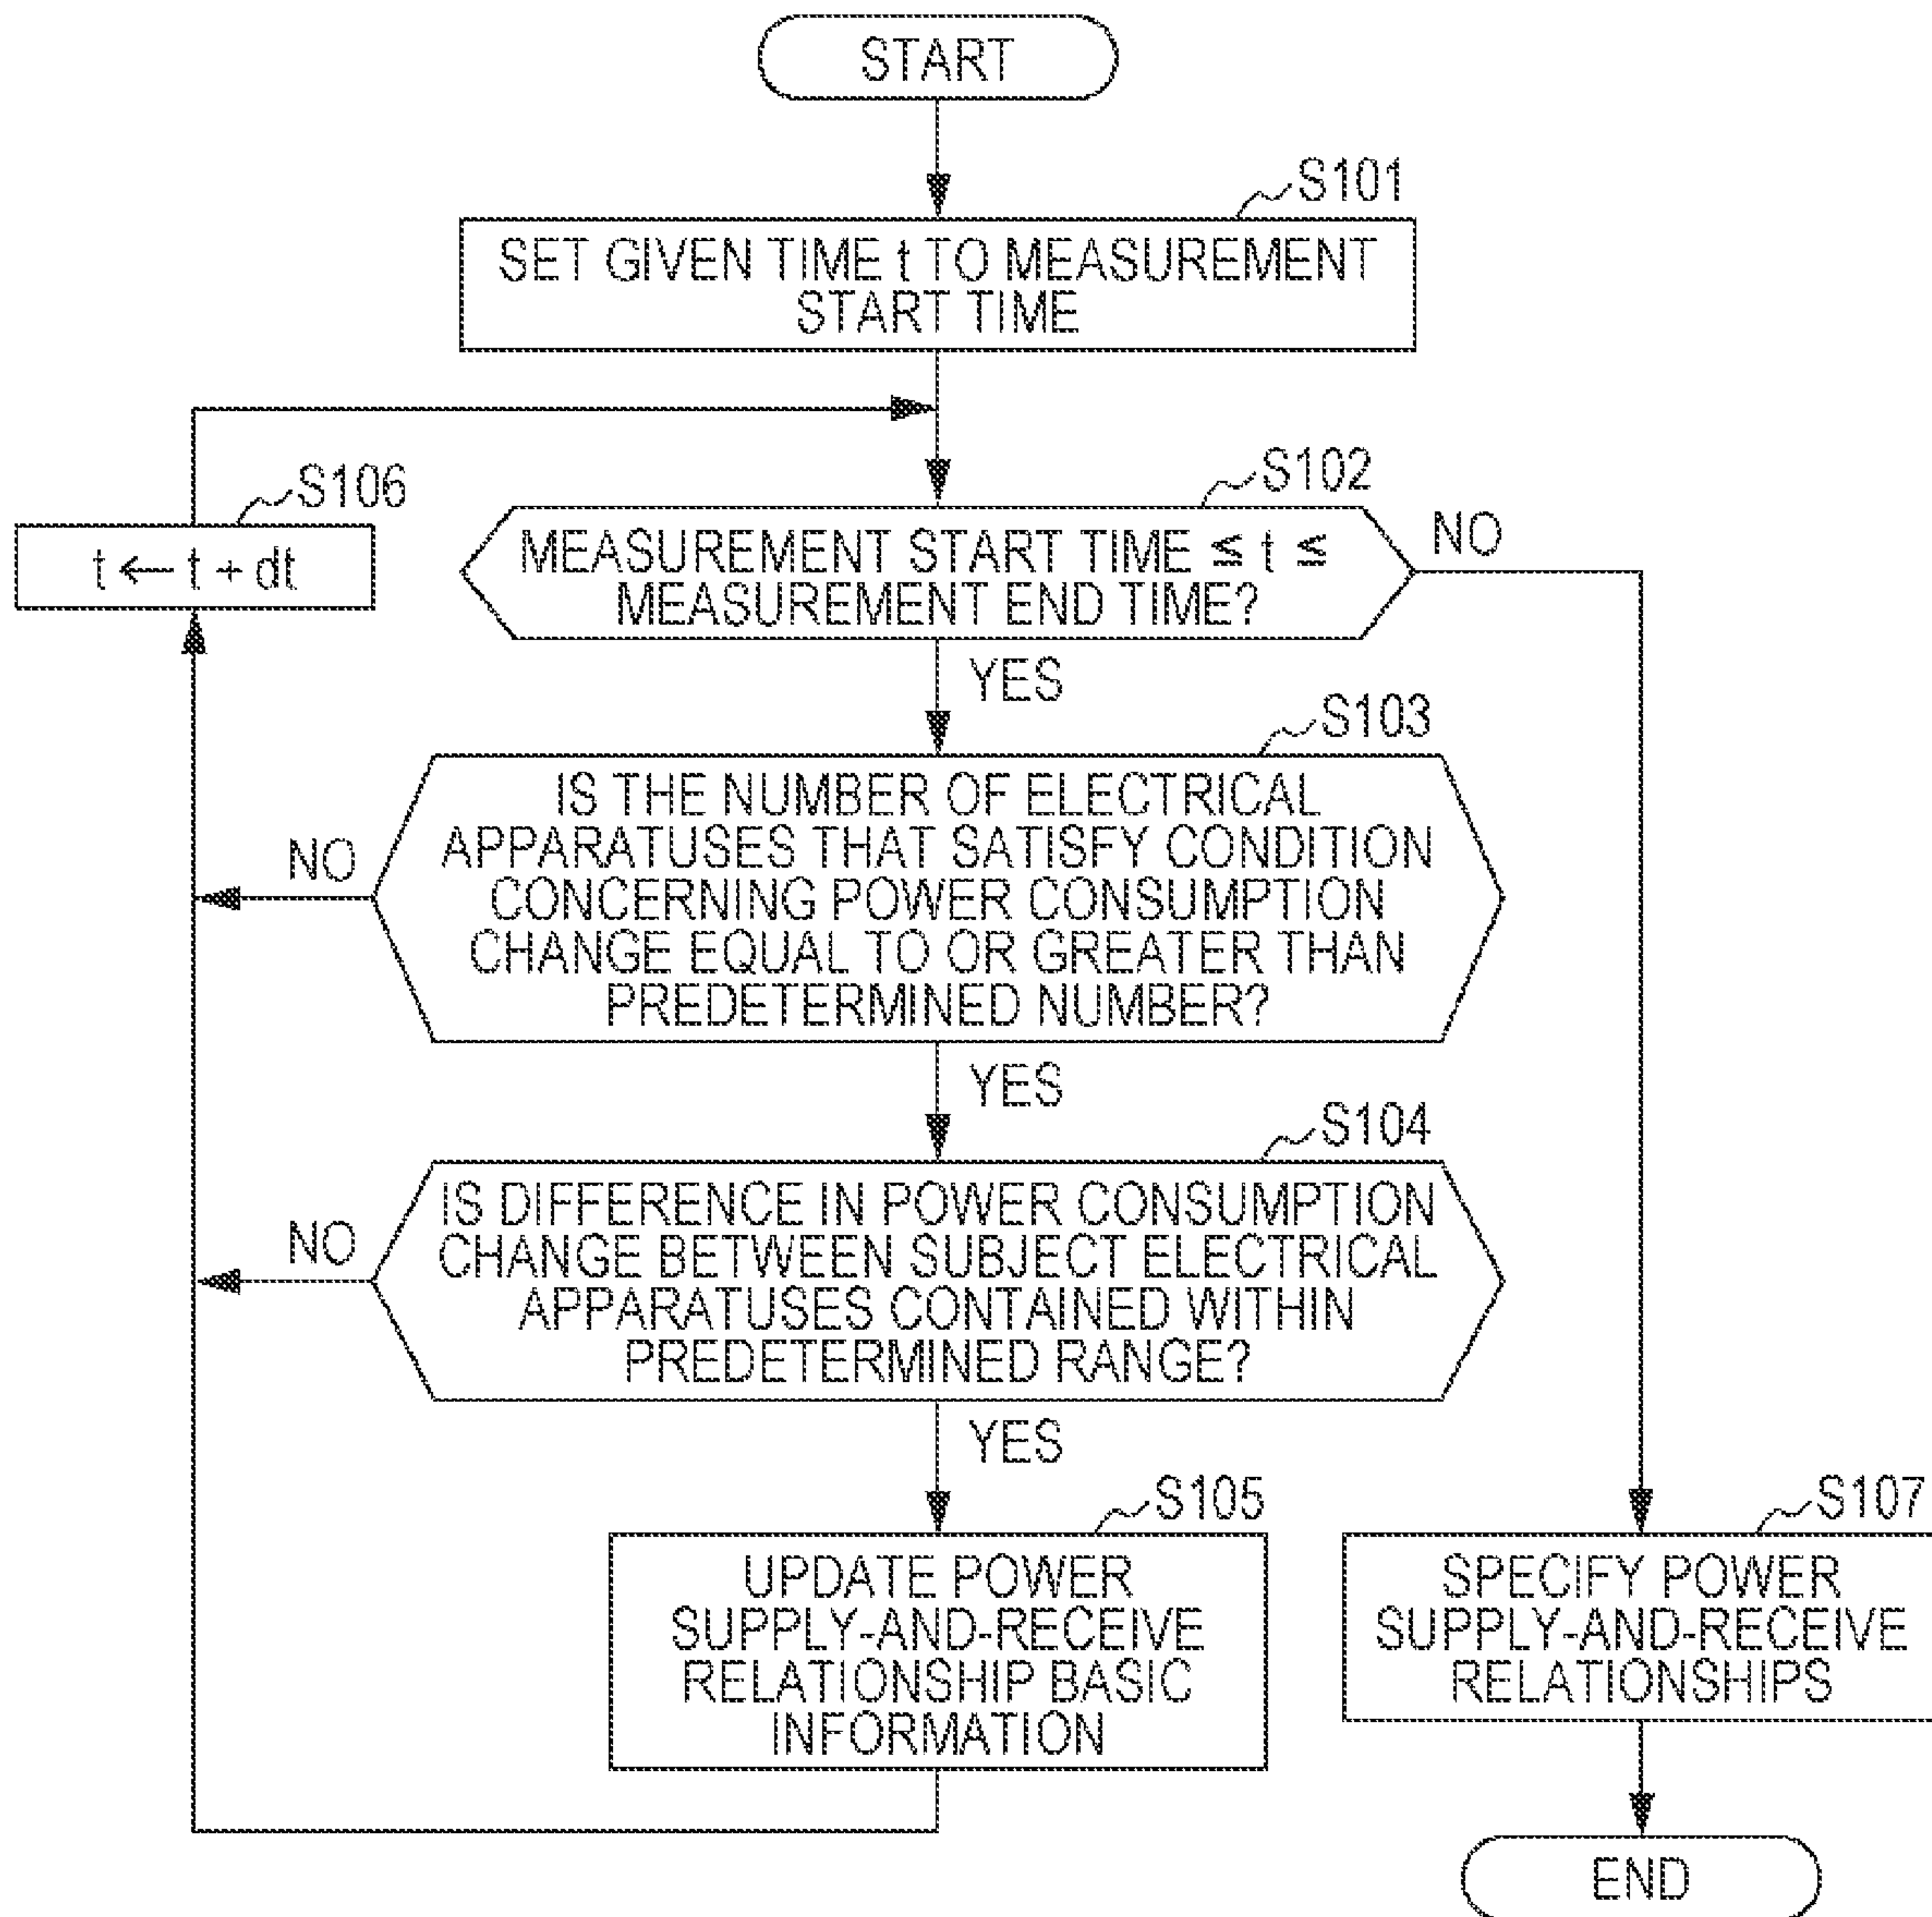 START
S101
SET GIVEN TIME t TO MEASUREMENT
START TIME
S106
t ← t + dt
S102
MEASUREMENT START TIME ≦ t ≦
MEASUREMENT END TIME?
NO
YES
S103
IS THE NUMBER OF ELECTRICAL
APPARATUSES THAT SATISFY CONDITION
CONCERNING POWER CONSUMPTION
CHANGE EQUAL TO OR GREATER THAN
PREDETERMINED NUMBER?
NO
YES
S104
IS DIFFERENCE IN POWER CONSUMPTION
CHANGE BETWEEN SUBJECT ELECTRICAL
APPARATUSES CONTAINED WITHIN
PREDETERMINED RANGE?
NO
YES
S105
UPDATE POWER
SUPPLY-AND-RECEIVE
RELATIONSHIP BASIC
INFORMATION
S107
SPECIFY POWER
SUPPLY-AND-RECEIVE
RELATIONSHIPS
END